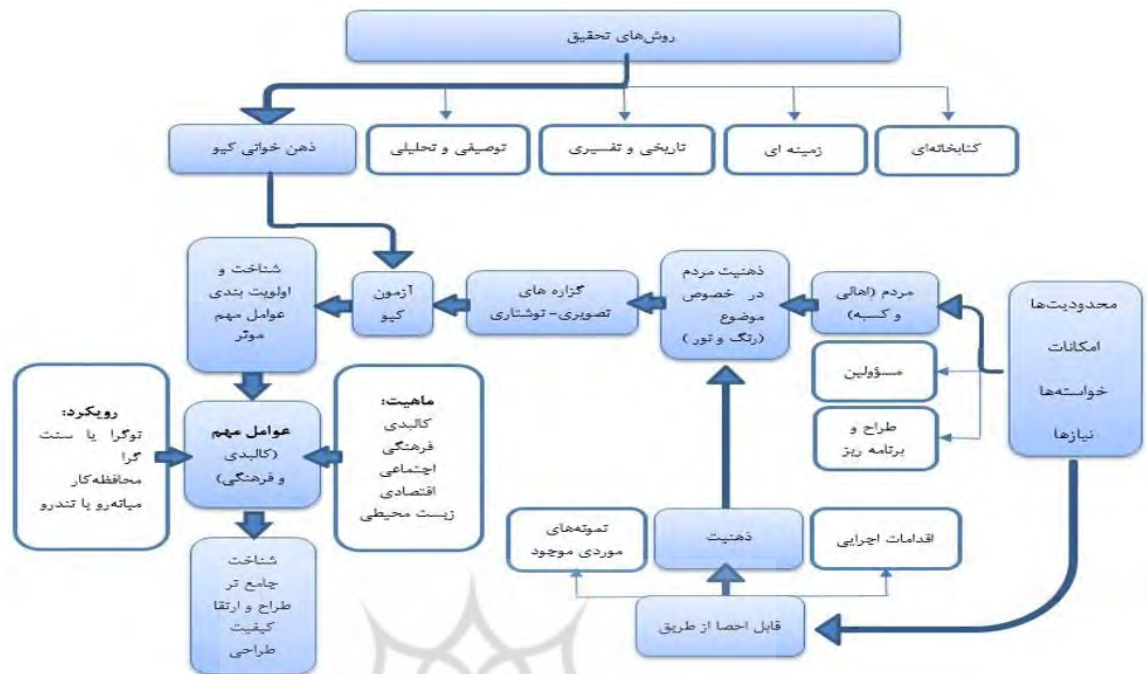 روش‌های تحقیق
کتابخانه‌ای
زمینه ای
تاریخی و تفسیری
توصیفی و تحلیلی
ذهن خوانی کیو
محدودیت‌ها
امکانات
خواسته‌ها
نیازها
مردم (اهالی
و کسبه)
مسؤولین
طراح و
برنامه ریز
ذهنیت مردم
در خصوص
موضوع
(رنگ و نور )
گزاره های
تصویری- نوشتاری
آزمون
کیو
شناخت و
اولویت بندی
عوامل مهم
موثر
ماهیت:
کالبدی
فرهنگی
اجتماعی
اقتصادی
زیست محیطی
عوامل مهم
(کالبدی
و فرهنگی)
رویکرد:
نوگرا یا سنت
گرا
محافظه‌کار
میانه‌رو یا تندرو
شناخت
جامع تر
طراح و ارتقا
کیفیت
طراحی
اقدامات اجرایی
ذهنیت
نمونه‌های
موردی موجود
قابل احصا از طریق